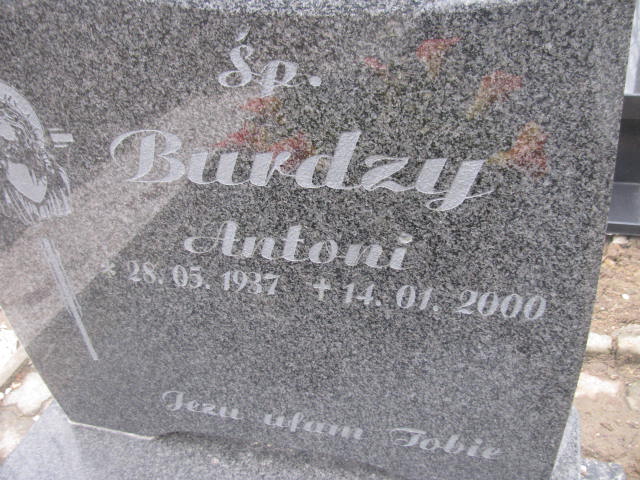 Śp.
Burdzy
Antoni
* 28. 05. 1937 + 14. 01. 2000
Jezu ufam Tobie